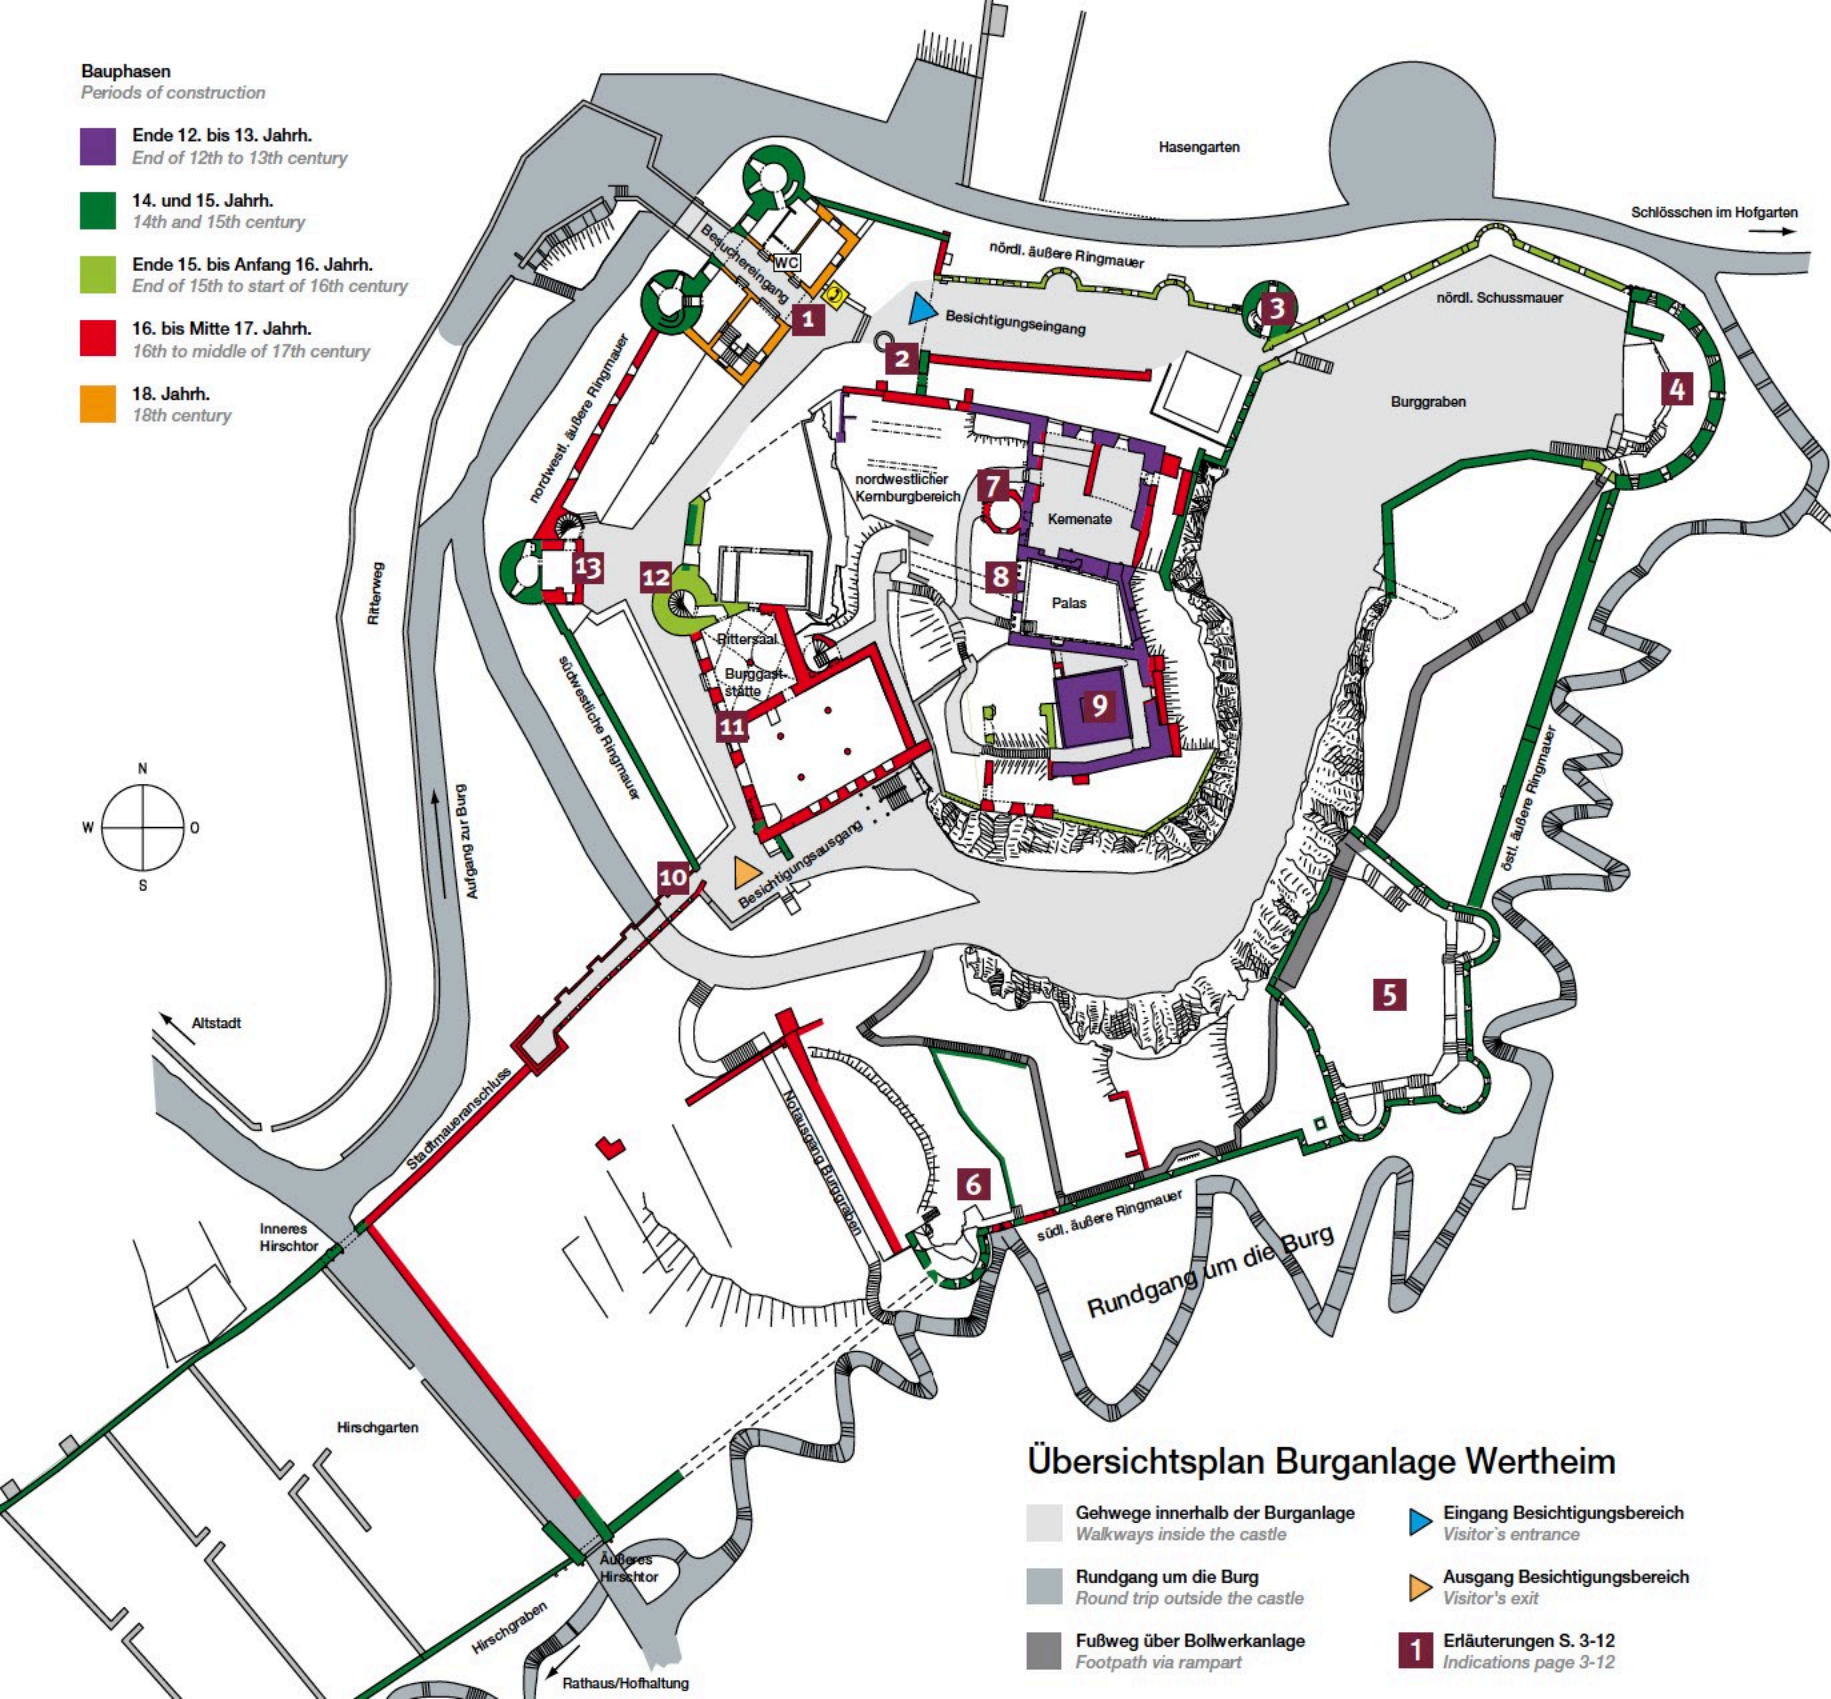 Bauphasen
Periods of construction
Ende 12. bis 13. Jahrh.
End of 12th to 13th century
14. und 15. Jahrh.
14th and 15th century
Ende 15. bis Anfang 16. Jahrh.
End of 15th to start of 16th century
16. bis Mitte 17. Jahrh.
16th to middle of 17th century
18. Jahrh.
18th century
Hasengarten
Schlösschen im Hofgarten
nördl. äußere Ringmauer
nördl. Schussmauer
Besuchereingang
WC
1
Besichtigungseingang
2
3
4
Burggraben
nordwestl. äußere Ringmauer
nordwestlicher
Kernburgbereich
7
Kemenate
8
Palas
9
13
12
Rittersaal
Burggast-
stätte
11
Ritterweg
südwestliche Ringmauer
Aufgang zur Burg
N
W
O
S
10
Besichtigungsausgang
östl. äußere Ringmauer
5
Altstadt
Stadtmaueranschluss
Notausgang Burggraben
6
südl. äußere Ringmauer
Rundgang um die Burg
Inneres
Hirschtor
Hirschgarten
Äußeres
Hirschtor
Hirschgraben
Rathaus/Hofhaltung
Übersichtsplan Burganlage Wertheim
Gehwege innerhalb der Burganlage
Walkways inside the castle
Rundgang um die Burg
Round trip outside the castle
Fußweg über Bollwerkanlage
Footpath via rampart
Eingang Besichtigungsbereich
Visitor`s entrance
Ausgang Besichtigungsbereich
Visitor's exit
1
Erläuterungen S. 3-12
Indications page 3-12